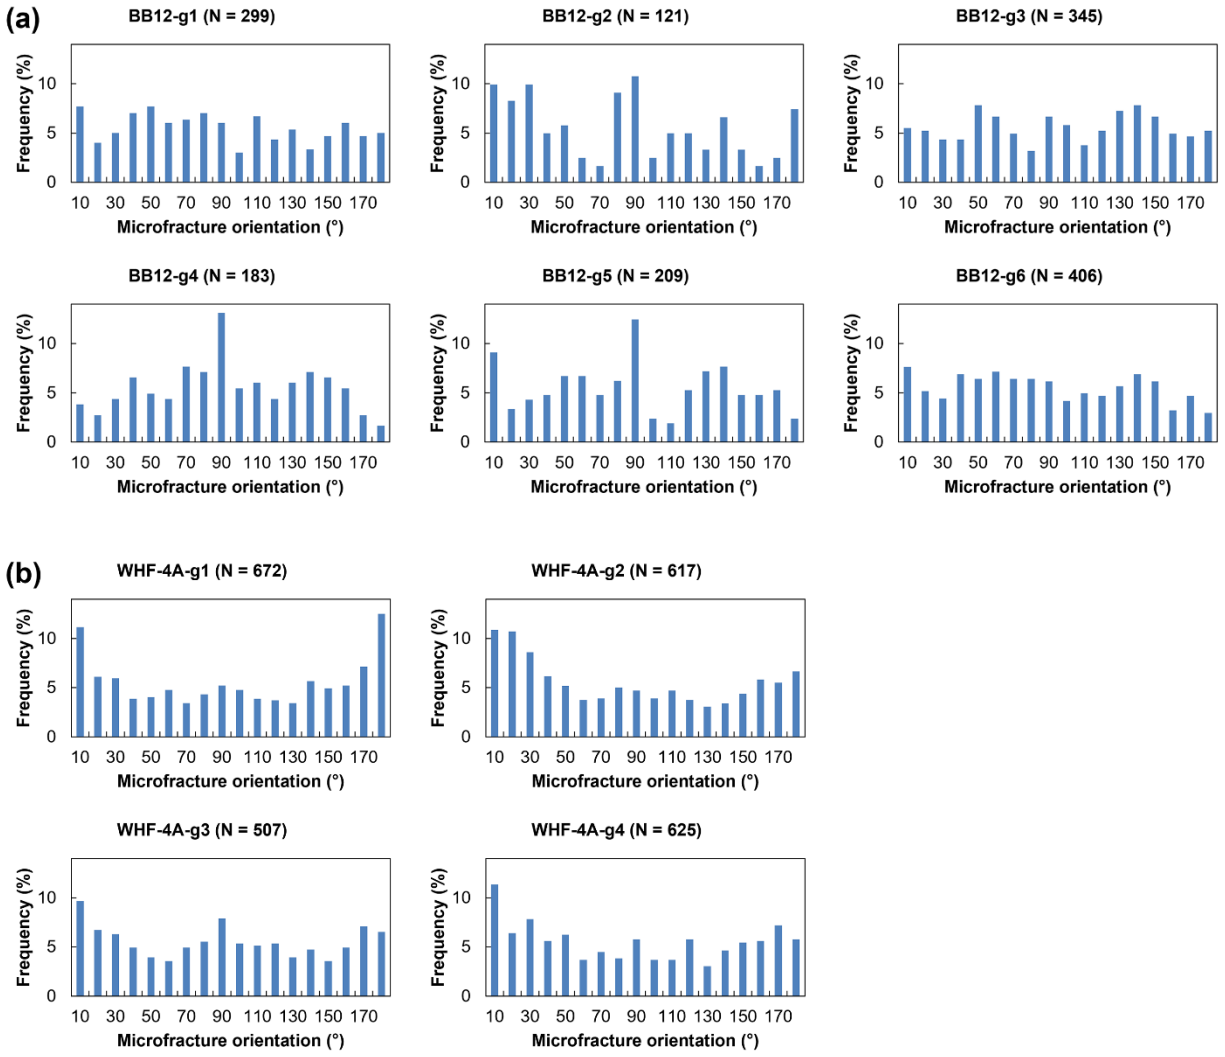 (a)
BB12-g1 (N = 299)
Frequency (%)
10
5
0
10 30 50 70 90 110 130 150 170
Microfracture orientation (°)
BB12-g2 (N = 121)
Frequency (%)
10
5
0
10 30 50 70 90 110 130 150 170
Microfracture orientation (°)
BB12-g3 (N = 345)
Frequency (%)
10
5
0
10 30 50 70 90 110 130 150 170
Microfracture orientation (°)
BB12-g4 (N = 183)
Frequency (%)
10
5
0
10 30 50 70 90 110 130 150 170
Microfracture orientation (°)
BB12-g5 (N = 209)
Frequency (%)
10
5
0
10 30 50 70 90 110 130 150 170
Microfracture orientation (°)
BB12-g6 (N = 406)
Frequency (%)
10
5
0
10 30 50 70 90 110 130 150 170
Microfracture orientation (°)
(b)
WHF-4A-g1 (N = 672)
Frequency (%)
10
5
0
10 30 50 70 90 110 130 150 170
Microfracture orientation (°)
WHF-4A-g2 (N = 617)
Frequency (%)
10
5
0
10 30 50 70 90 110 130 150 170
Microfracture orientation (°)
WHF-4A-g3 (N = 507)
Frequency (%)
10
5
0
10 30 50 70 90 110 130 150 170
Microfracture orientation (°)
WHF-4A-g4 (N = 625)
Frequency (%)
10
5
0
10 30 50 70 90 110 130 150 170
Microfracture orientation (°)